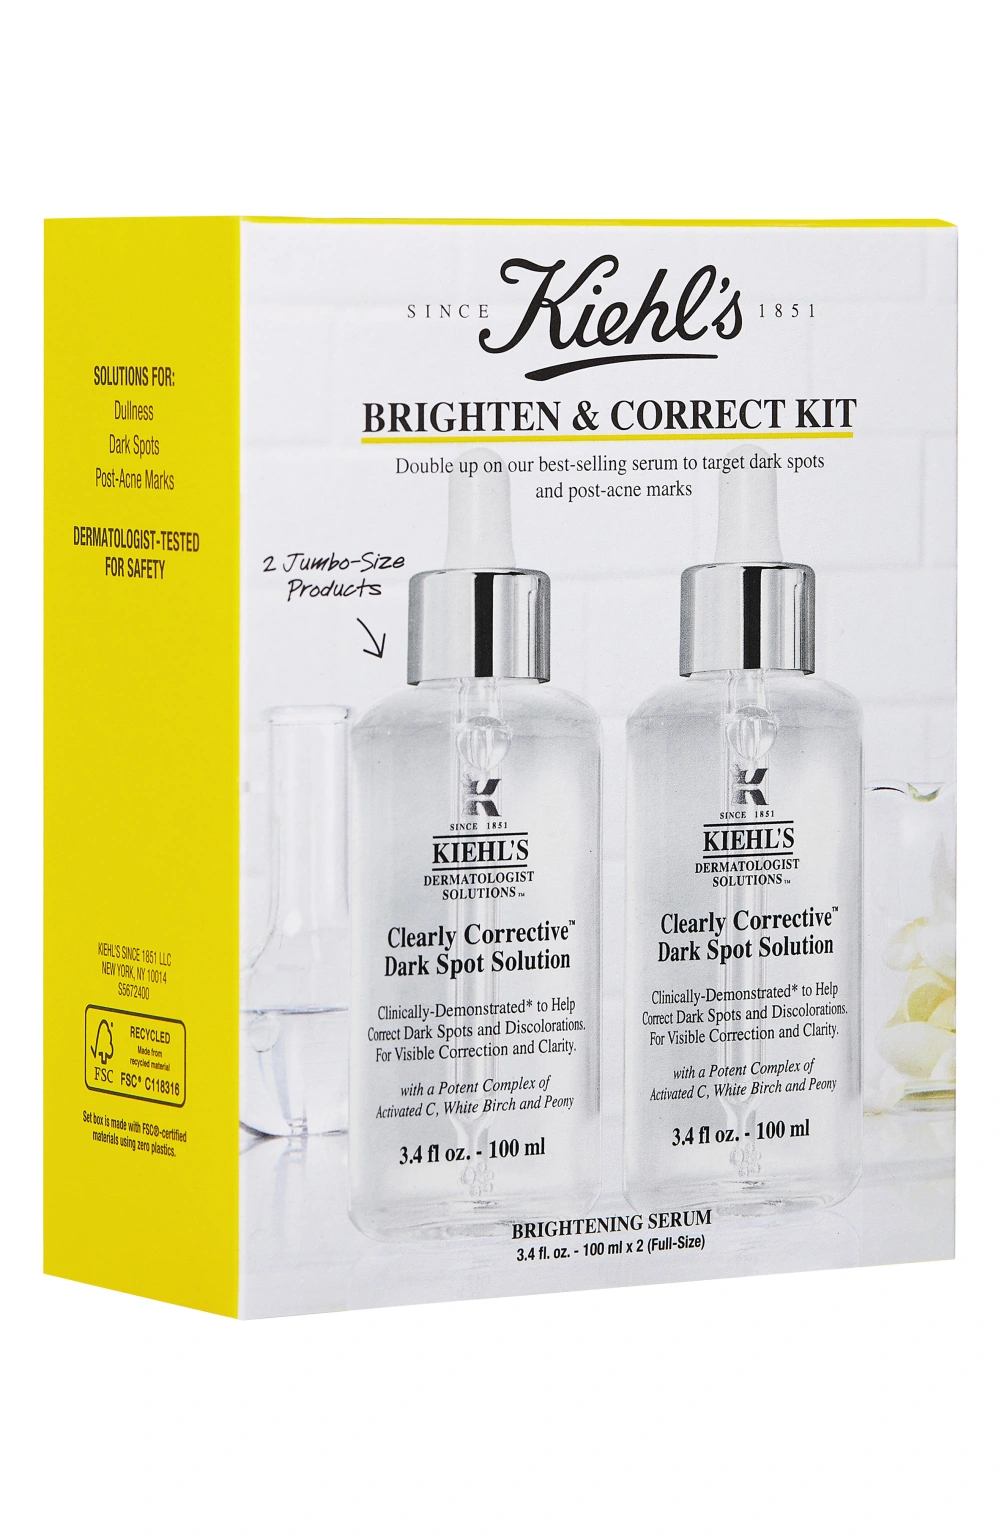 SOLUTIONS FOR:
Dullness
Dark Spots
Post-Acne Marks
DERMATOLOGIST-TESTED
FOR SAFETY
KIEHL'S SINCE 1851 LLC
NEW YORK, NY 10014
S5672400
FSC
RECYCLED
Made from
recycled material
FSC® C118316
Set box is made with FSC®-certified
materials using zero plastics.
SINCE Kiehl's 1851
BRIGHTEN & CORRECT KIT
Double up on our best-selling serum to target dark spots
and post-acne marks
2 Jumbo-Size
Products
K
SINCE 1851
KIEHL'S
DERMATOLOGIST
SOLUTIONS™
Clearly Corrective™
Dark Spot Solution
Clinically-Demonstrated* to Help
Correct Dark Spots and Discolorations.
For Visible Correction and Clarity.
with a Potent Complex of
Activated C, White Birch and Peony
3.4 fl oz. - 100 ml
K
SINCE 1851
KIEHL'S
DERMATOLOGIST
SOLUTIONS™
Clearly Corrective™
Dark Spot Solution
Clinically-Demonstrated* to Help
Correct Dark Spots and Discolorations.
For Visible Correction and Clarity.
with a Potent Complex of
Activated C, White Birch and Peony
3.4 fl oz. - 100 ml
BRIGHTENING SERUM
3.4 fl. oz. - 100 ml x 2 (Full-Size)